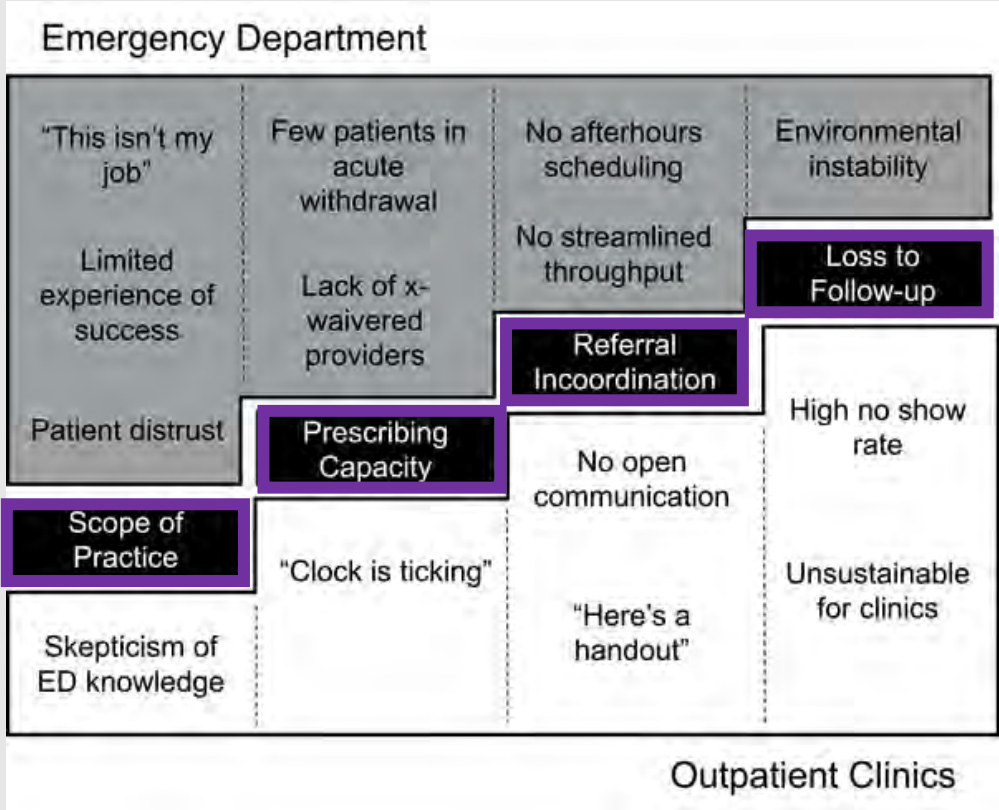 Emergency Department
“This isn’t my
job”
Limited
experience of
success
Patient distrust
Few patients in
acute
withdrawal
Lack of x-
waivered
providers
No afterhours
scheduling
No streamlined
throughput
Environmental
instability
Scope of
Practice
Prescribing
Capacity
Referral
Incoordination
Loss to
Follow-up
Skepticism of
ED knowledge
“Clock is ticking”
No open
communication
“Here’s a
handout”
High no show
rate
Unsustainable
for clinics
Outpatient Clinics